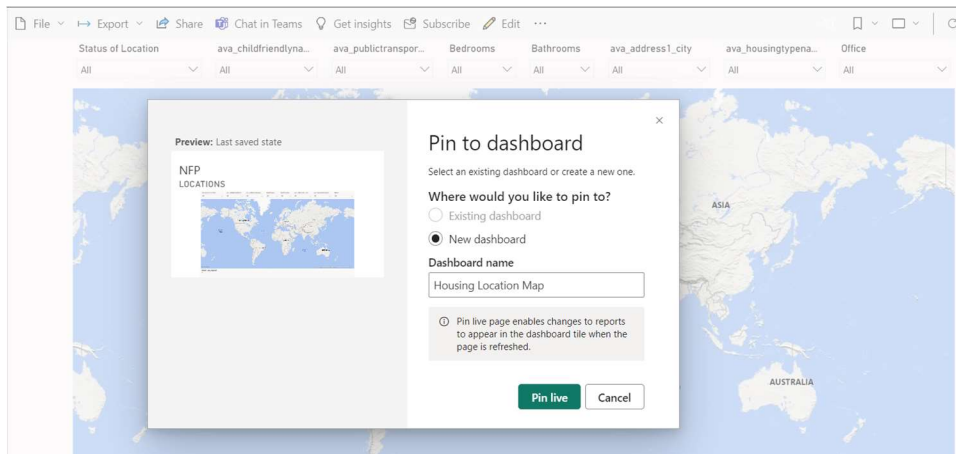 File Export Share Chat in Teams Get insights Subscribe Edit ...
Status of Location ava_childfriendlyna... ava_publictranspor... Bedrooms Bathrooms ava_address1_city ava_housingtypena... Office
All All All All All All All All
Preview: Last saved state
NFP
LOCATIONS
Pin to dashboard
Select an existing dashboard or create a new one.
Where would you like to pin to?
Existing dashboard
New dashboard
Dashboard name
Housing Location Map
Pin live page enables changes to reports
to appear in the dashboard tile when the
page is refreshed.
Pin live Cancel
ASIA
AUSTRALIA